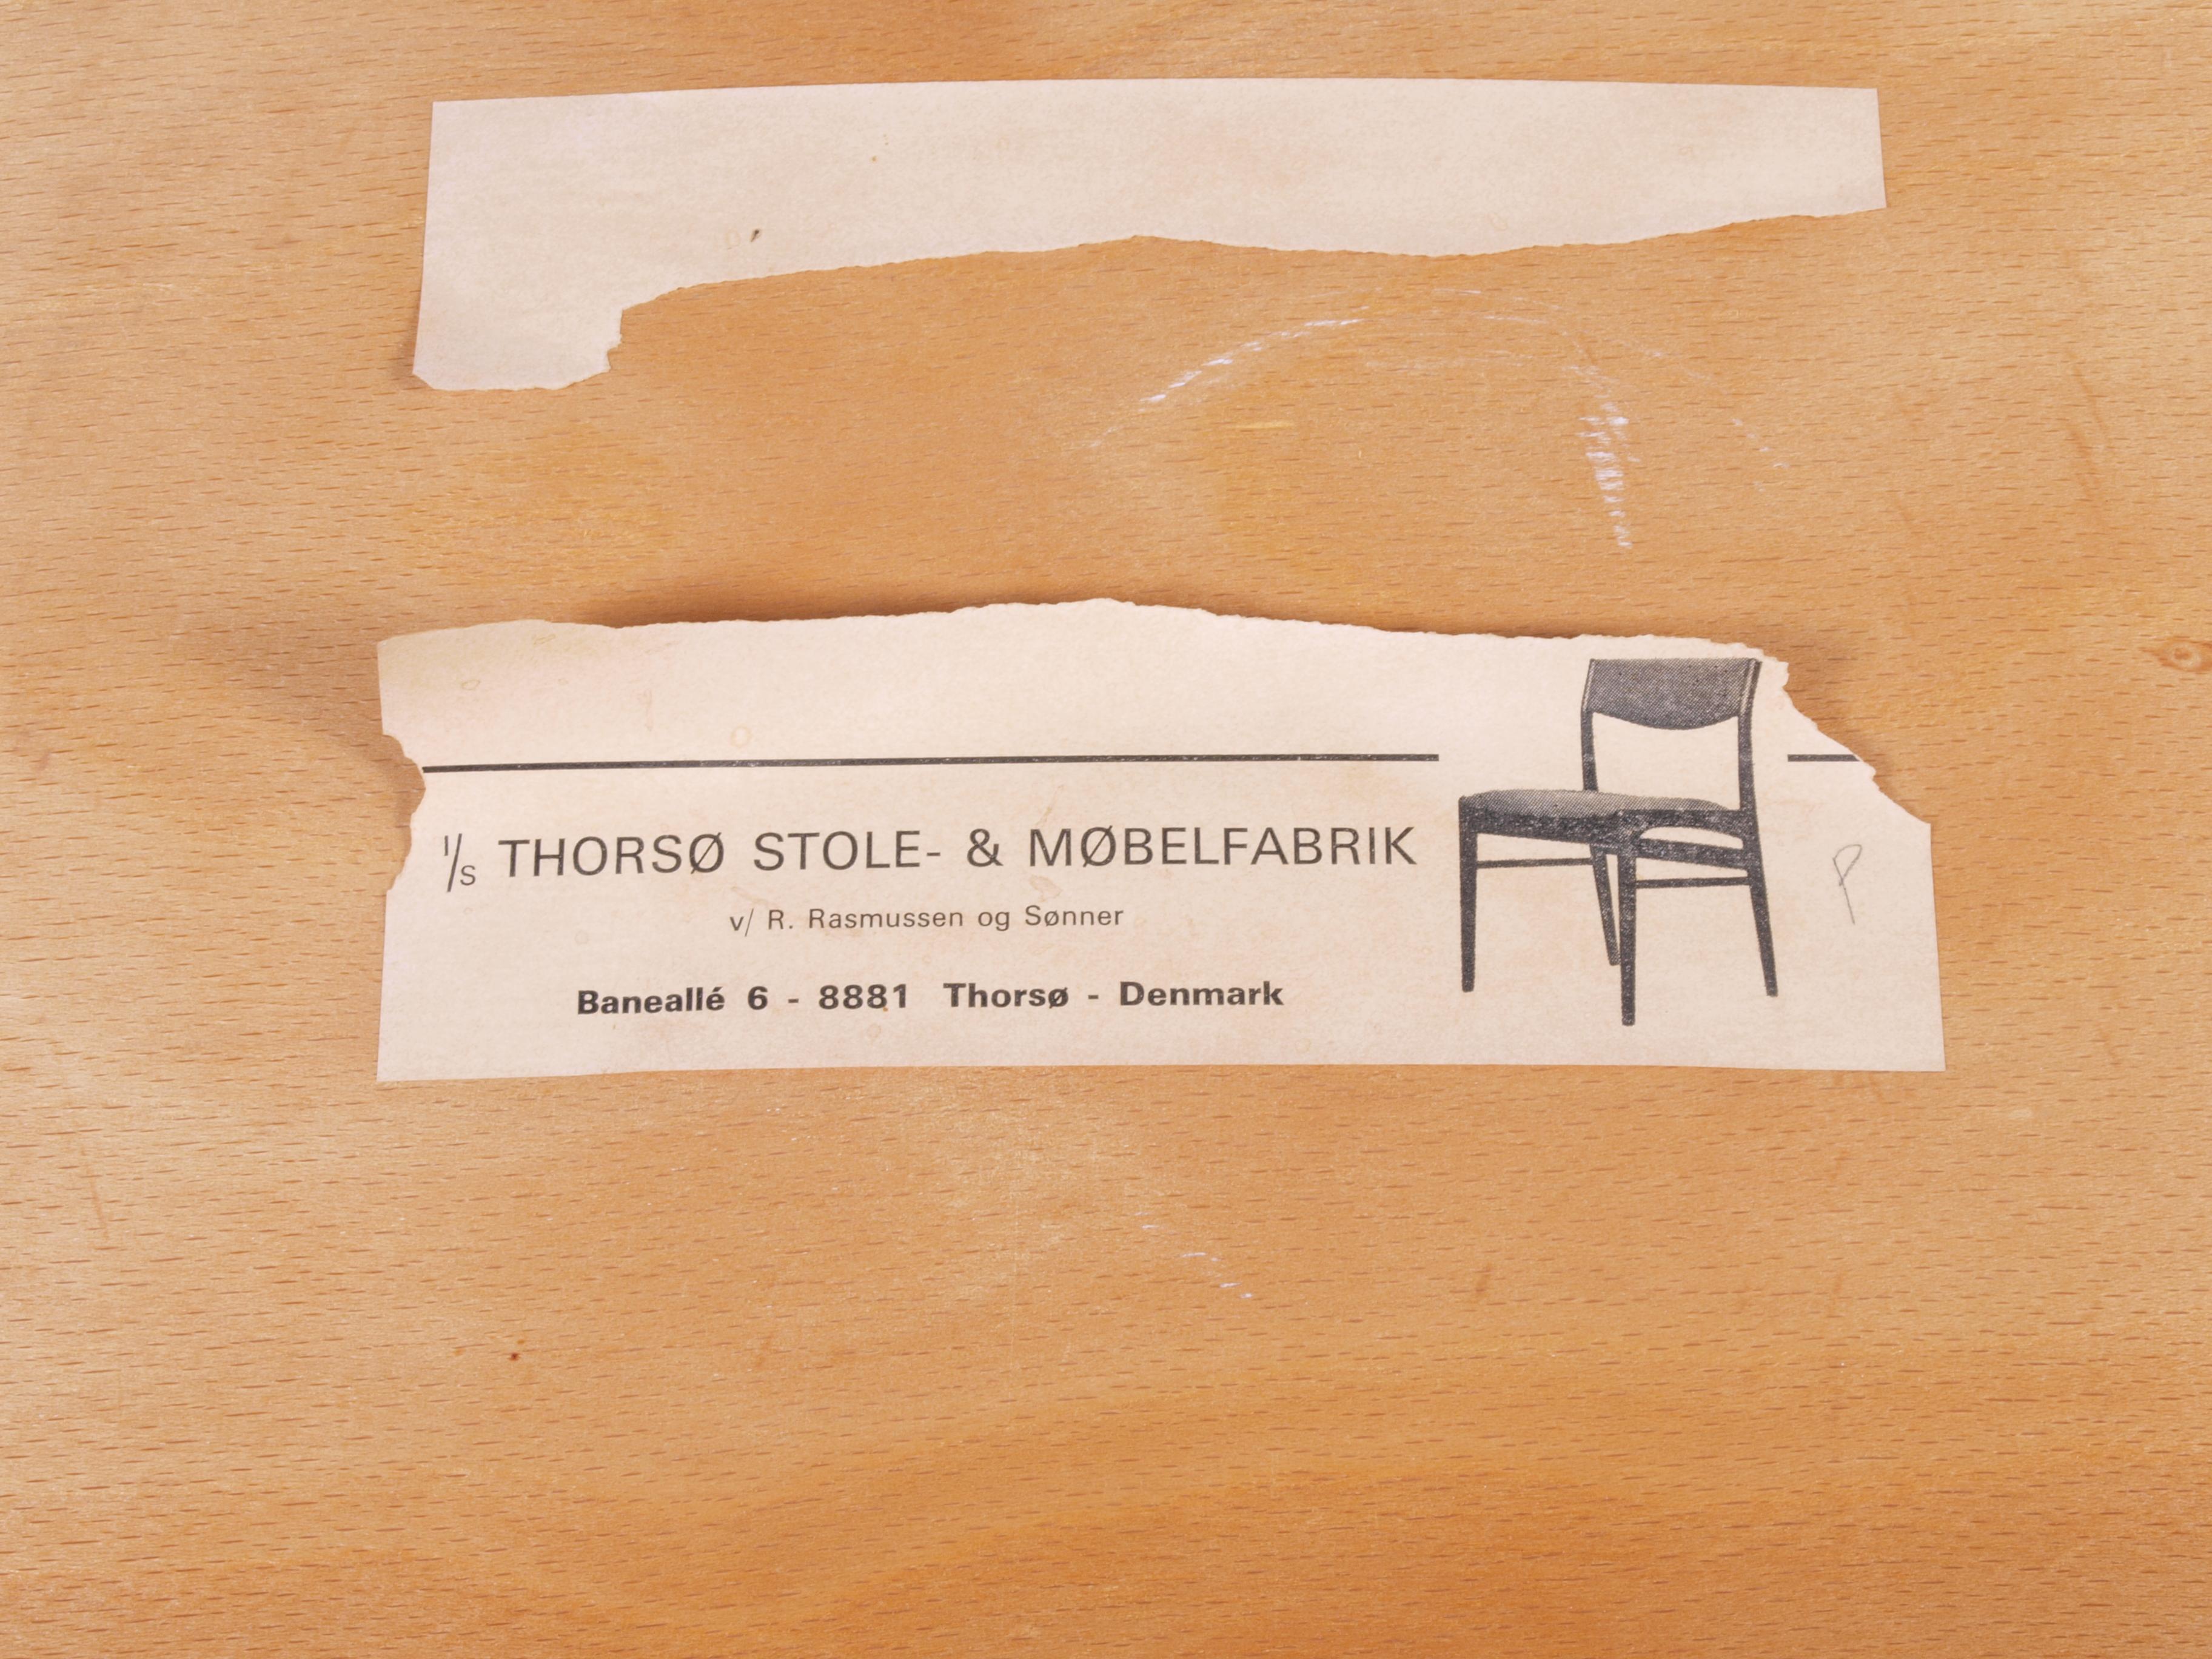 I/S THORSØ STOLE- & MØBELFABRIK
v/ R. Rasmussen og Sønner
Baneallé 6 - 8881 Thorsø - Denmark
P